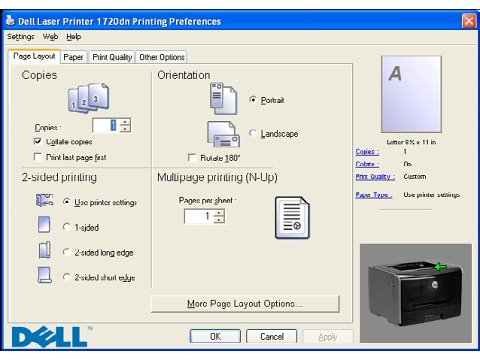 Dell Laser Printer 1720dn Printing Preferences
Settings Web Help
Page Layout Paper Print Quality Other Options
Copies
1 2 3
Copies: 1
Collate copies
Print last page first
Orientation
Portrait
Landscape
Rotate 180°
2-sided printing
Use printer settings
1-sided
2-sided long edge
2-sided short edge
Multipage printing (N-Up)
Pages per sheet:
1
More Page Layout Options...
A
Letter 8½ x 11 in
Copies : 1
Collate : On
Print Quality : Custom
Paper Type : Use printer settings
DELL™
OK Cancel Apply